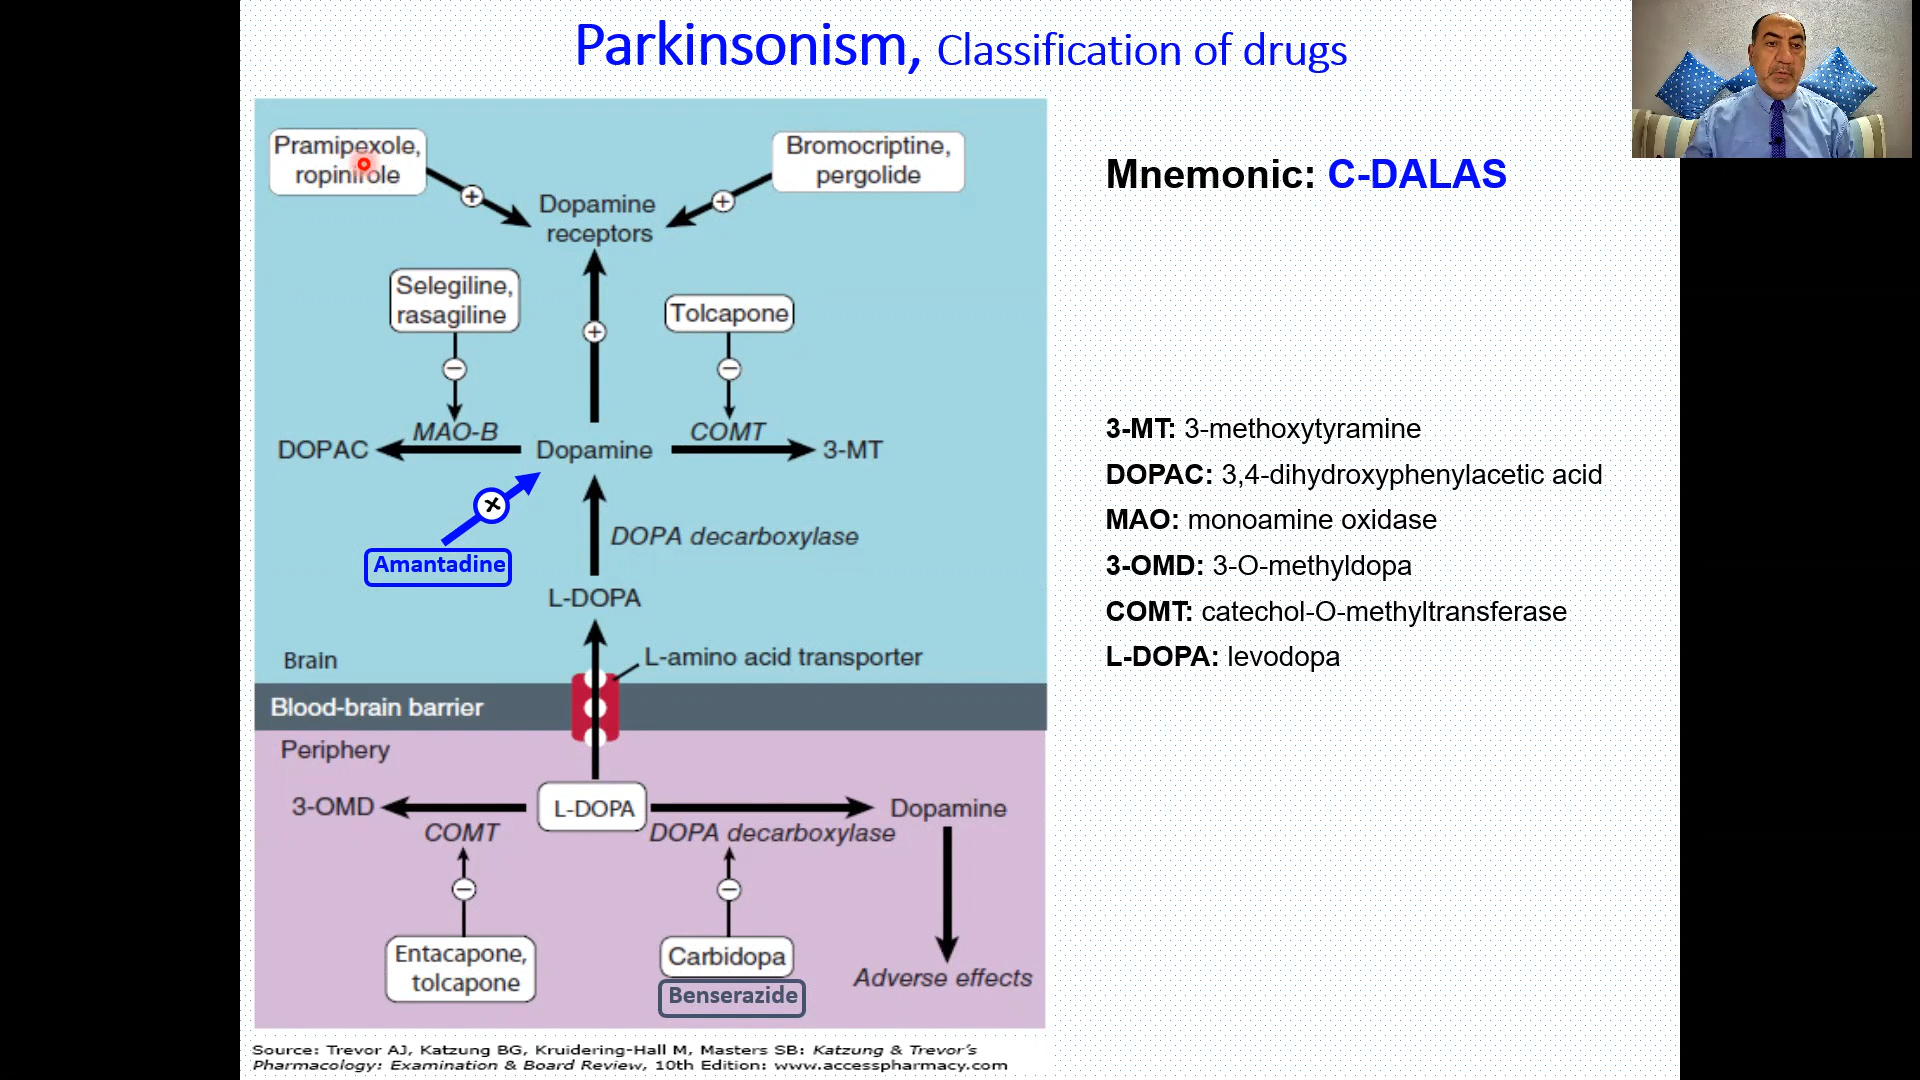 Parkinsonism, Classification of drugs
Pramipexole,
ropinirole
Bromocriptine,
pergolide
Dopamine
receptors
Selegiline,
rasagiline
Tolcapone
DOPAC
MAO-B
Dopamine
COMT
3-MT
Amantadine
DOPA decarboxylase
L-DOPA
L-amino acid transporter
Brain
Blood-brain barrier
Periphery
3-OMD
COMT
L-DOPA
DOPA decarboxylase
Dopamine
Entacapone,
tolcapone
Carbidopa
Benserazide
Adverse effects
Source: Trevor AJ, Katzung BG, Kruidering-Hall M, Masters SB: Katzung & Trevor's
Pharmacology: Examination & Board Review, 10th Edition: www.accesspharmacy.com
Mnemonic: C-DALAS
3-MT: 3-methoxytyramine
DOPAC: 3,4-dihydroxyphenylacetic acid
MAO: monoamine oxidase
3-OMD: 3-O-methyldopa
COMT: catechol-O-methyltransferase
L-DOPA: levodopa